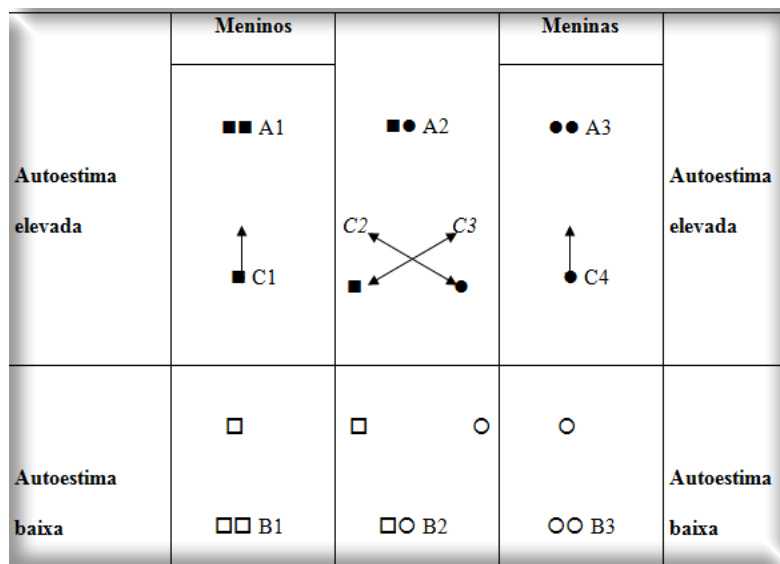 Meninos
Meninas
A1
A2
A3
Autoestima
elevada
C2
C3
C1
C4
Autoestima
elevada
Autoestima
baixa
B1
B2
B3
Autoestima
baixa